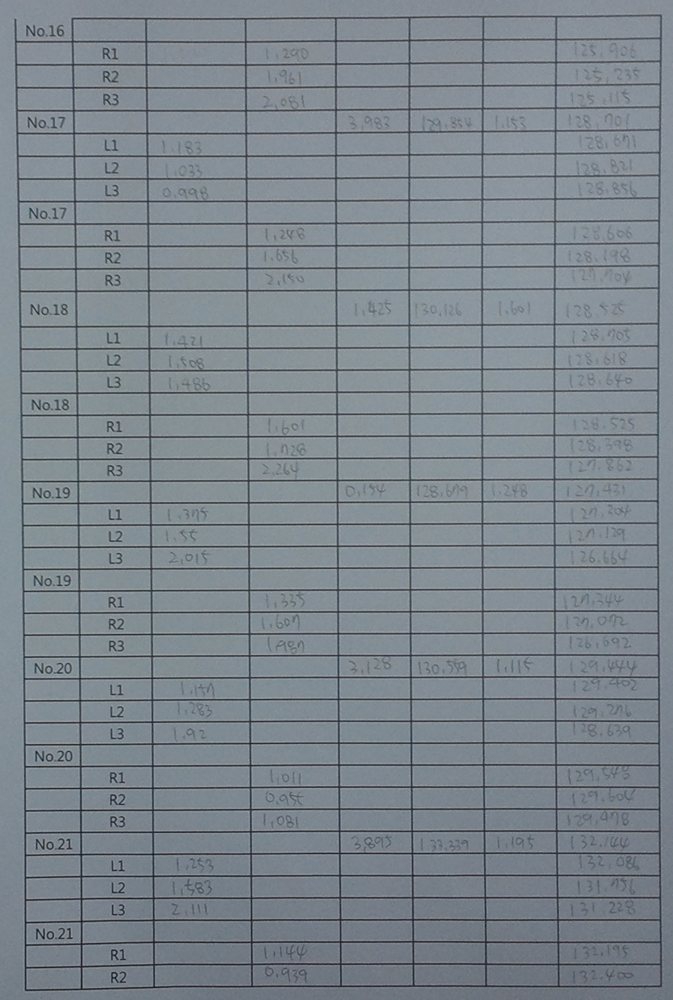 No.16
R1 1,290 125,906
R2 1,961 125,235
R3 2,081 125,115
No.17 3,983 129,854 1,153 128,701
L1 1,183 128,671
L2 1,033 128,821
L3 0,998 128,856
No.17
R1 1,248 128,606
R2 1,656 128,198
R3 2,150 127,704
No.18 1,425 130,126 1,601 128,525
L1 1,421 128,705
L2 1,508 128,618
L3 1,486 128,640
No.18
R1 1,601 128,525
R2 1,728 128,398
R3 2,264 127,862
No.19 0,154 128,679 1,248 127,431
L1 1,375 127,304
L2 1,55 127,129
L3 2,015 126,664
No.19
R1 1,335 127,344
R2 1,607 127,072
R3 1,987 126,692
No.20 3,128 130,559 1,115 129,444
L1 1,157 129,402
L2 1,283 129,276
L3 1,92 128,639
No.20
R1 1,011 129,548
R2 0,955 129,604
R3 1,081 129,478
No.21 3,895 133,339 1,195 132,144
L1 1,253 132,086
L2 1,583 131,756
L3 2,111 131,228
No.21
R1 1,144 132,195
R2 0,939 132,400